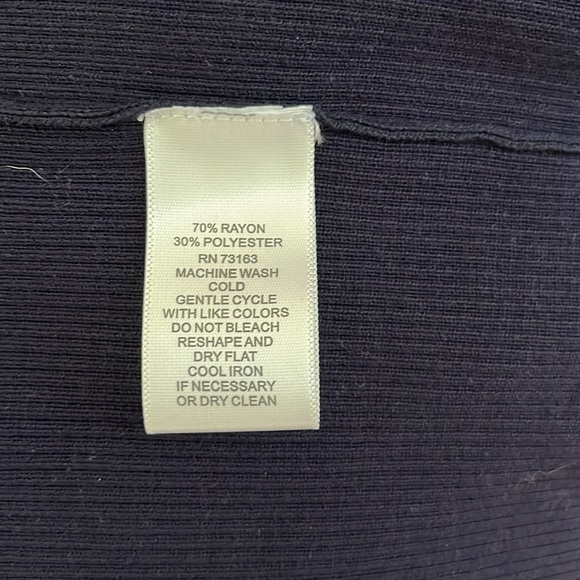 70% RAYON
30% POLYESTER
RN 73163
MACHINE WASH
COLD
GENTLE CYCLE
WITH LIKE COLORS
DO NOT BLEACH
RESHAPE AND
DRY FLAT
COOL IRON
IF NECESSARY
OR DRY CLEAN